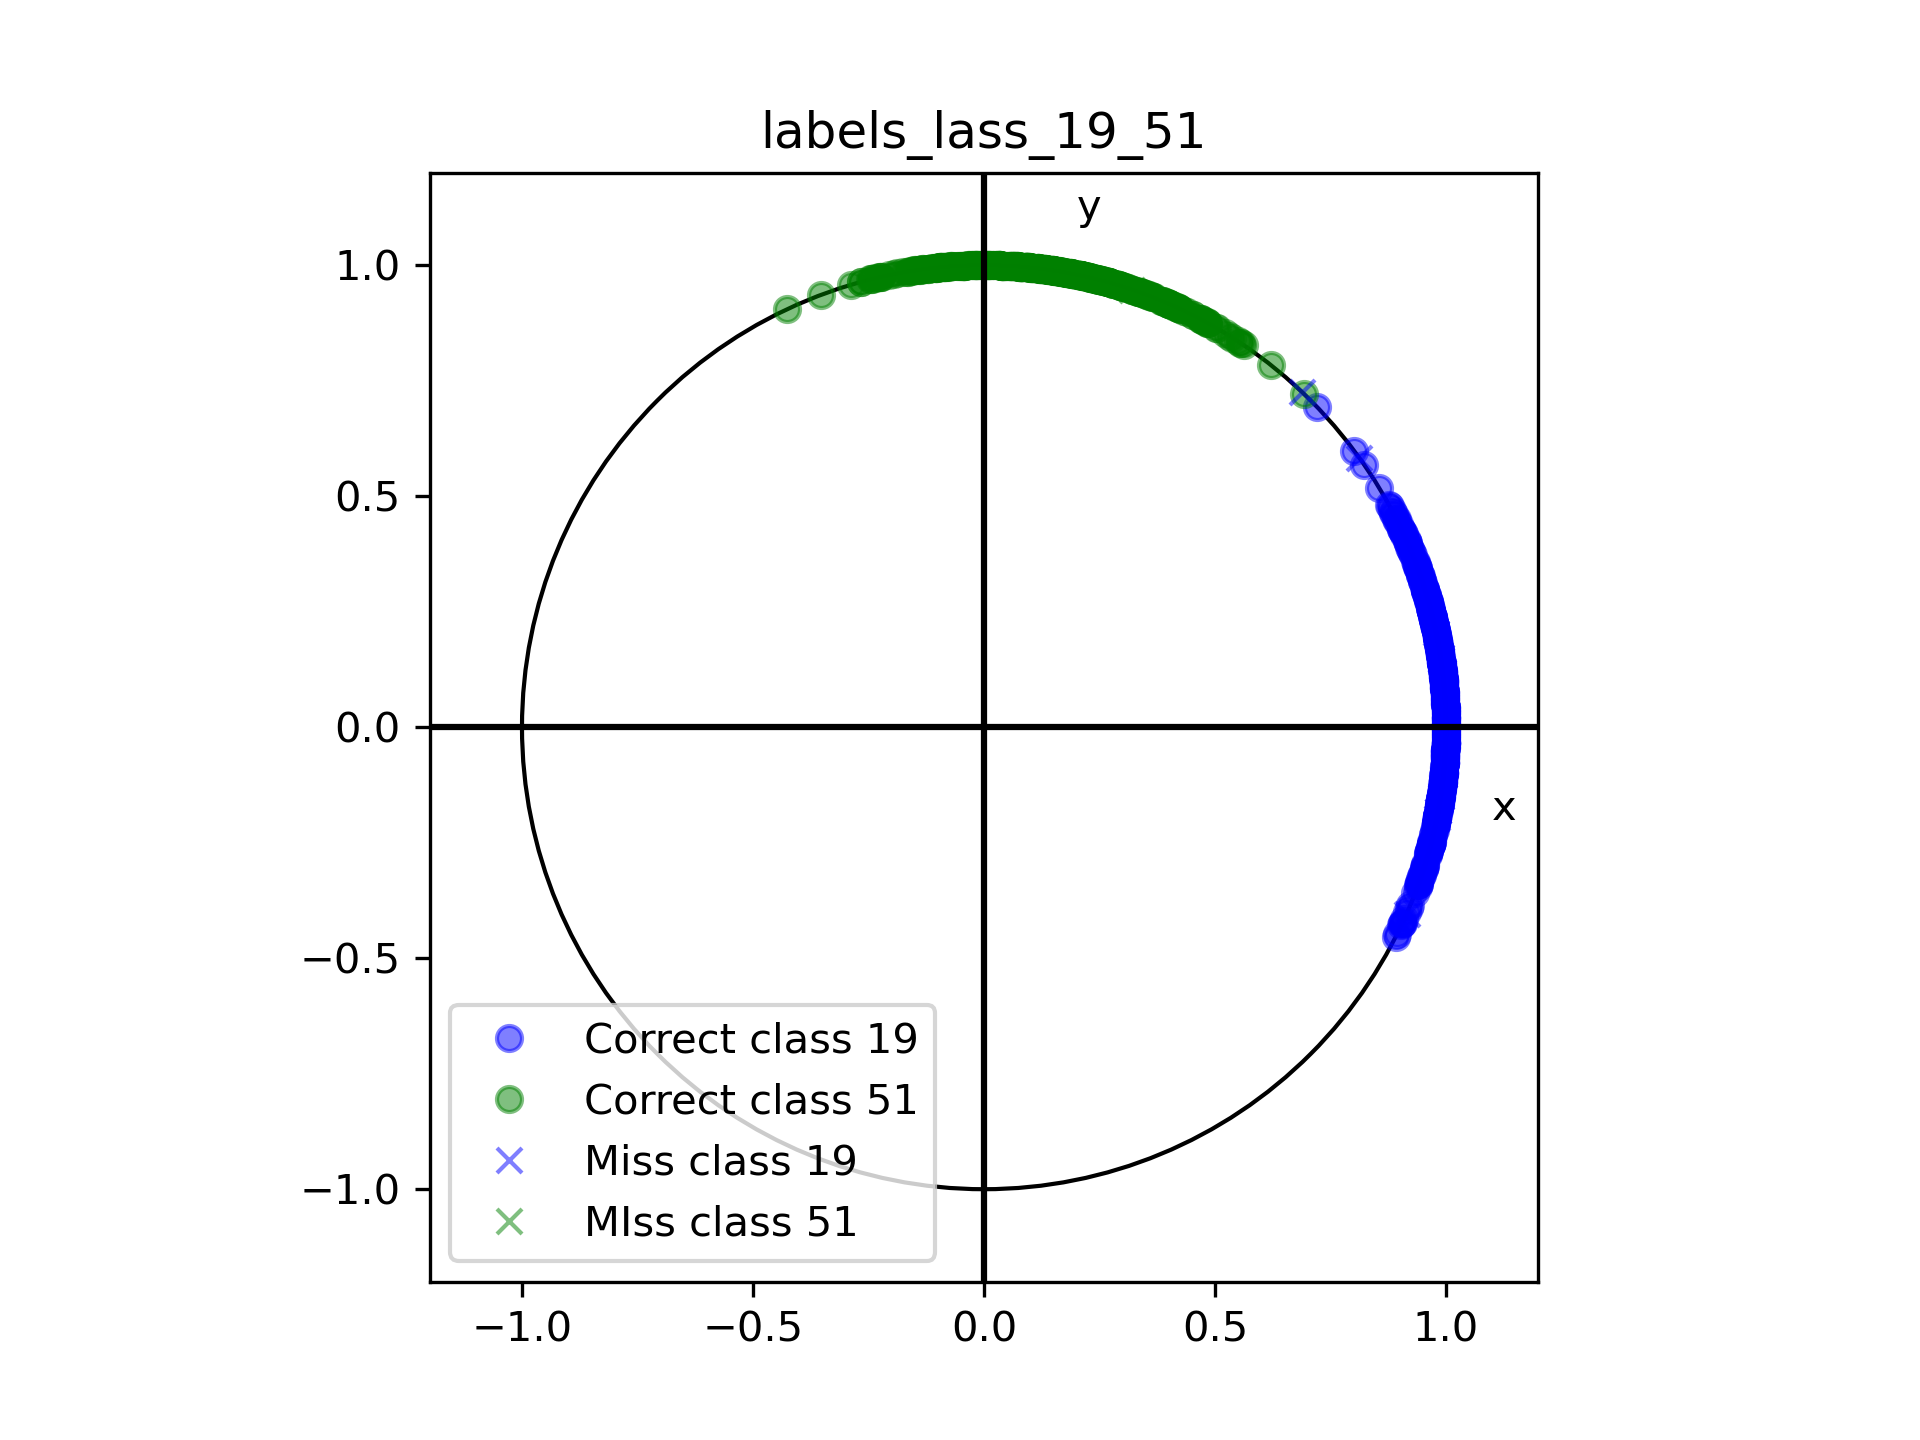 labels_lass_19_51
y
1.0
0.5
0.0
x
−0.5
−1.0
Correct class 19
Correct class 51
Miss class 19
MIss class 51
−1.0
−0.5
0.0
0.5
1.0